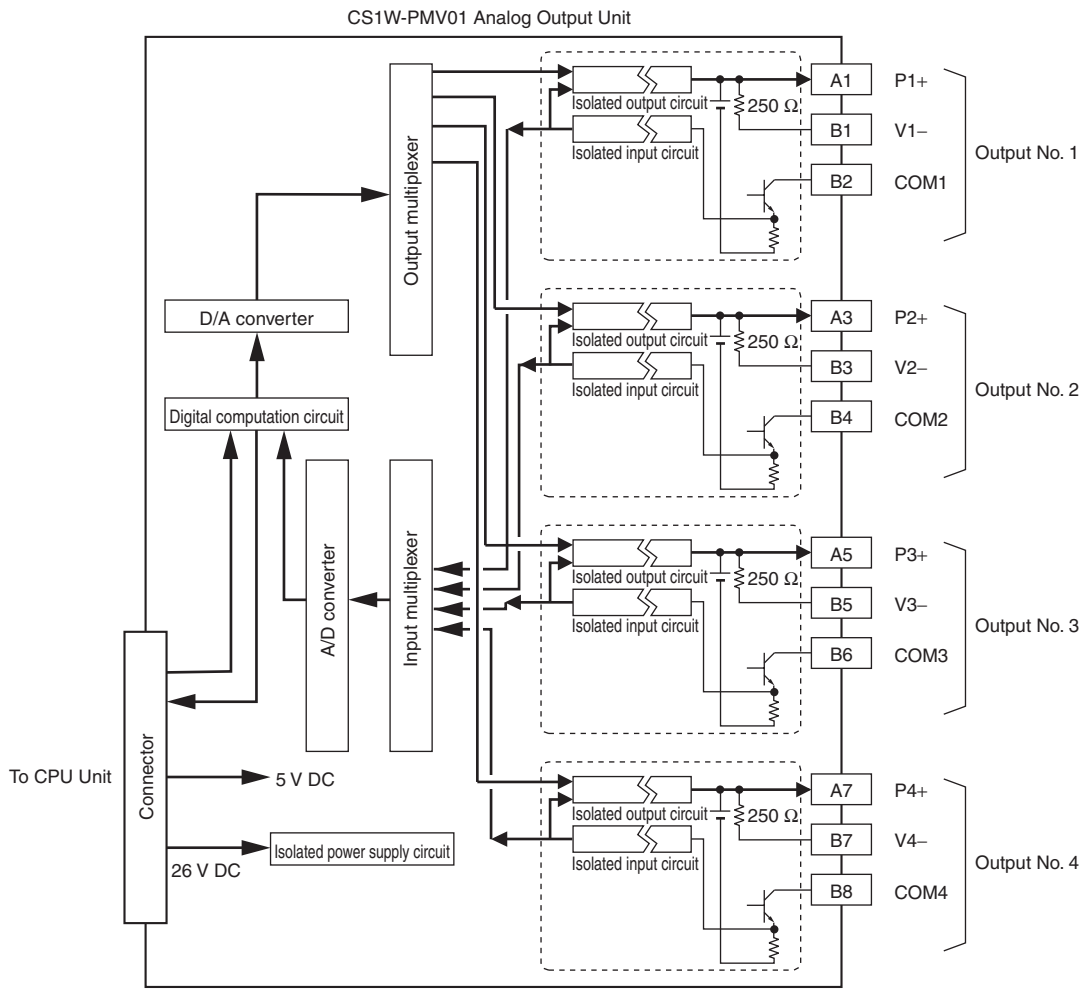 CS1W-PMV01 Analog Output Unit
Output multiplexer
Isolated output circuit
Isolated input circuit
250 Ω
A1 P1+
B1 V1−
B2 COM1
Output No. 1
D/A converter
Isolated output circuit
Isolated input circuit
250 Ω
A3 P2+
B3 V2−
B4 COM2
Output No. 2
Digital computation circuit
A/D converter
Input multiplexer
Isolated output circuit
Isolated input circuit
250 Ω
A5 P3+
B5 V3−
B6 COM3
Output No. 3
To CPU Unit
Connector
5 V DC
26 V DC
Isolated power supply circuit
Isolated output circuit
Isolated input circuit
250 Ω
A7 P4+
B7 V4−
B8 COM4
Output No. 4